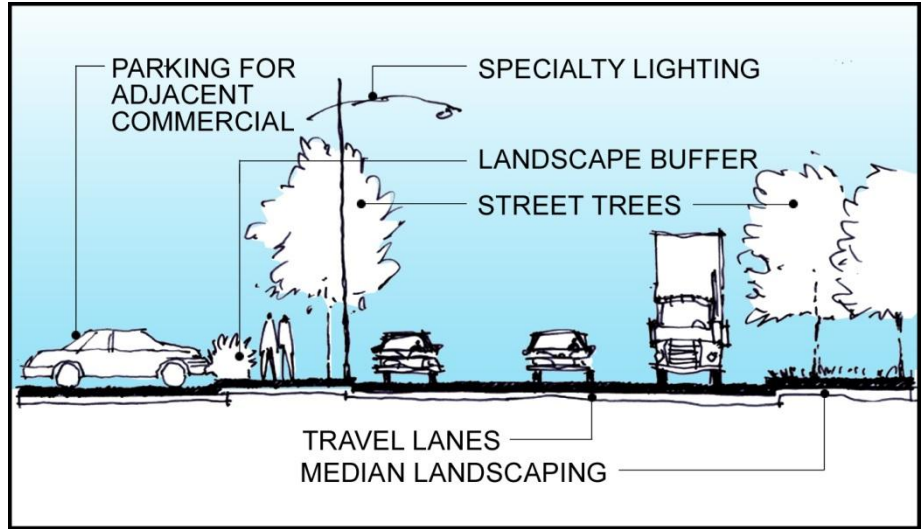 PARKING FOR
ADJACENT
COMMERCIAL
SPECIALTY LIGHTING
LANDSCAPE BUFFER
STREET TREES
TRAVEL LANES
MEDIAN LANDSCAPING